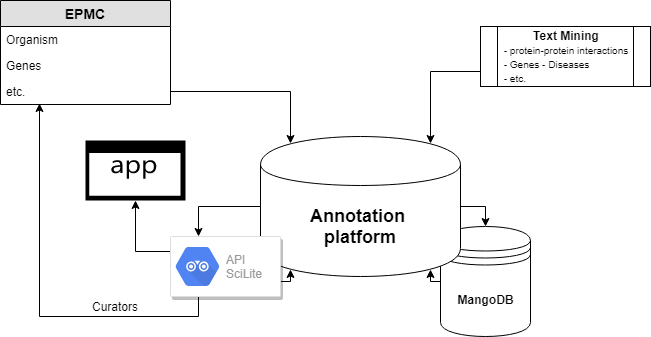 EPMC
Organism
Genes
etc.
Text Mining
- protein-protein interactions
- Genes - Diseases
- etc.
app
Annotation
platform
API
SciLite
MangoDB
Curators